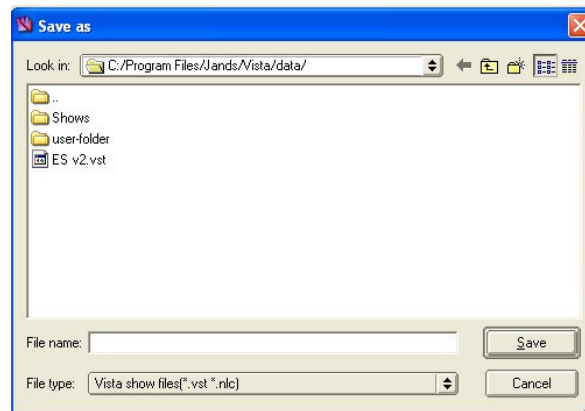 Save as
Look in: C:/Program Files/Jands/Vista/data/
..
Shows
user-folder
ES v2.vst
File name:
Save
File type: Vista show files(*.vst *.nlc)
Cancel